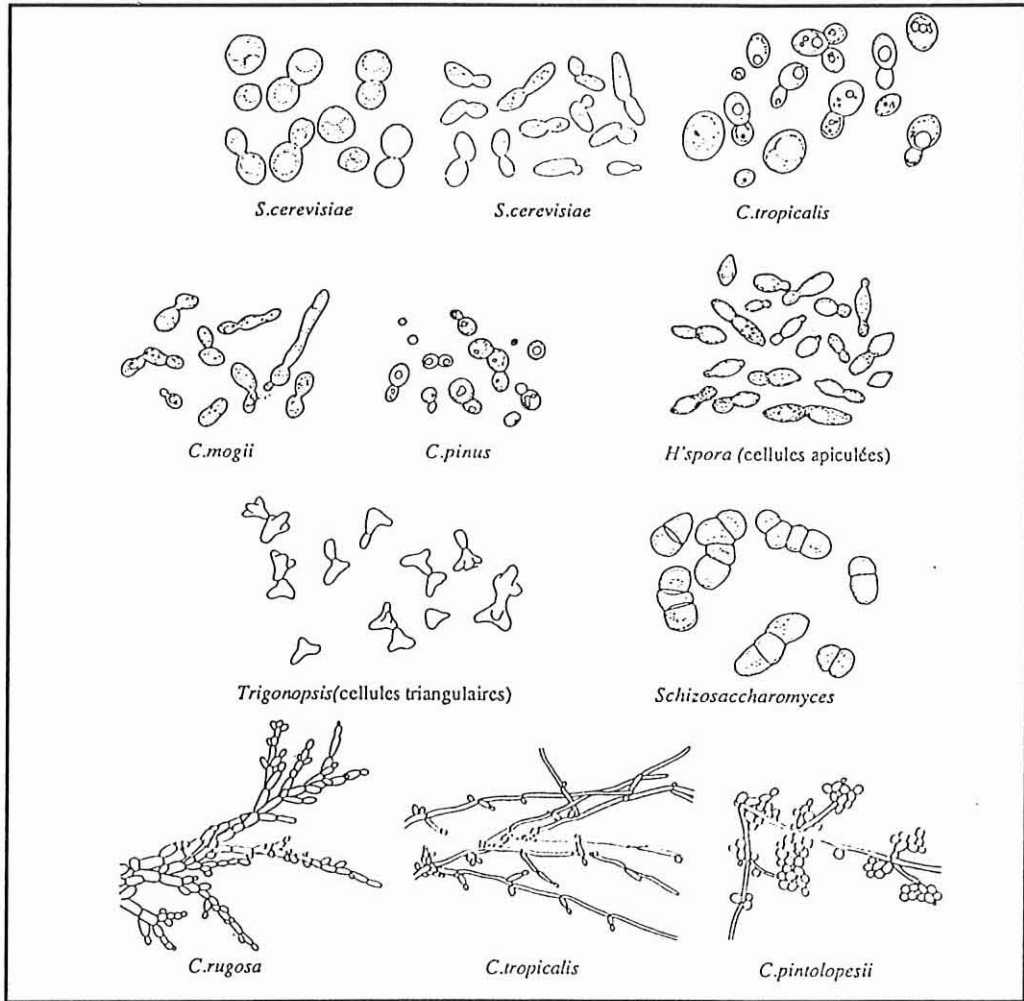 S.cerevisiae
S.cerevisiae
C.tropicalis
C.mogii
C.pinus
H'spora (cellules apiculées)
Trigonopsis(cellules triangulaires)
Schizosaccharomyces
C.rugosa
C.tropicalis
C.pintolopesii